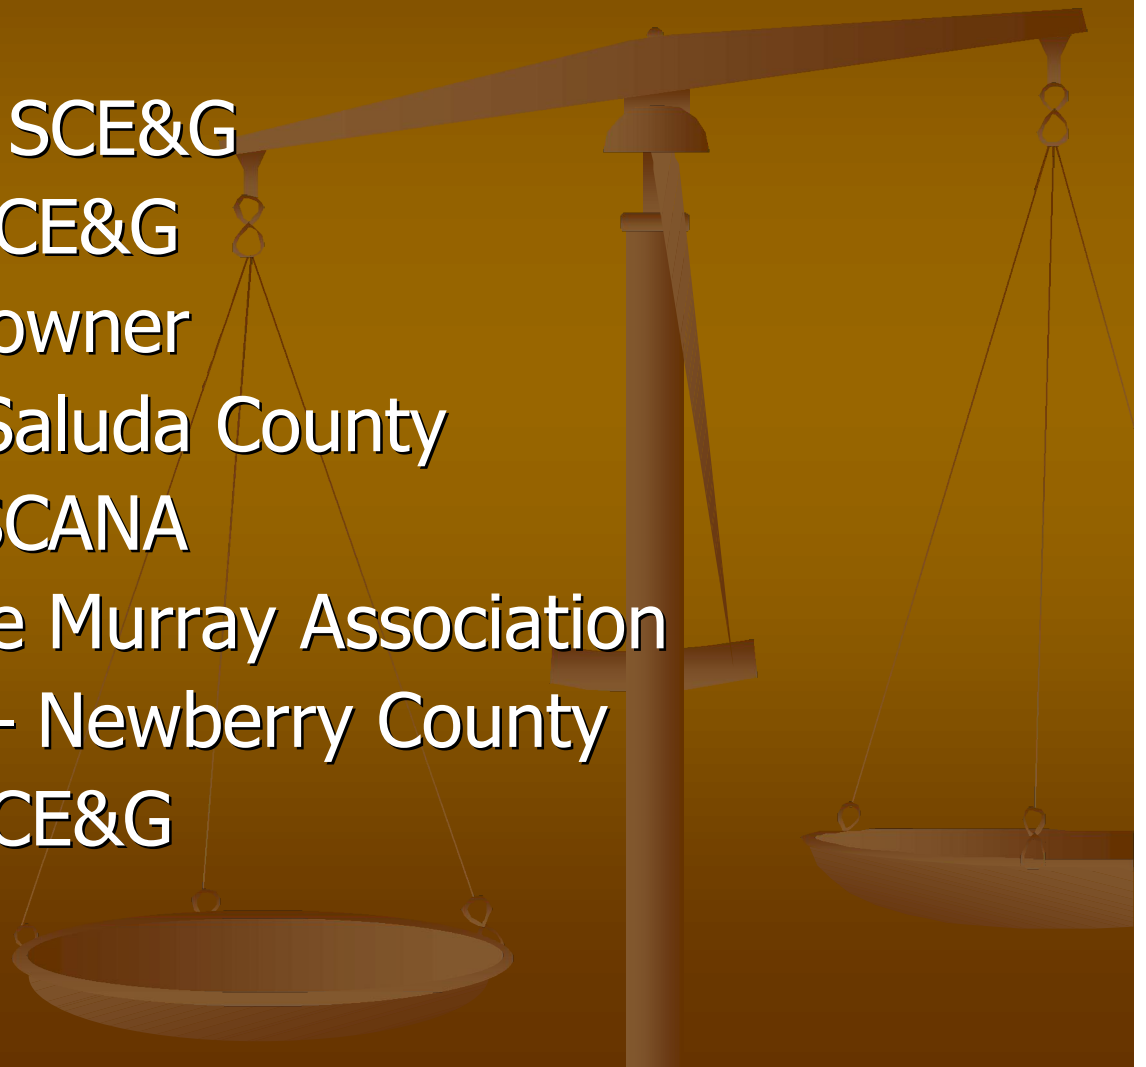 SCE&G
CE&G
owner
Saluda County
SCANA
e Murray Association
– Newberry County
CE&G